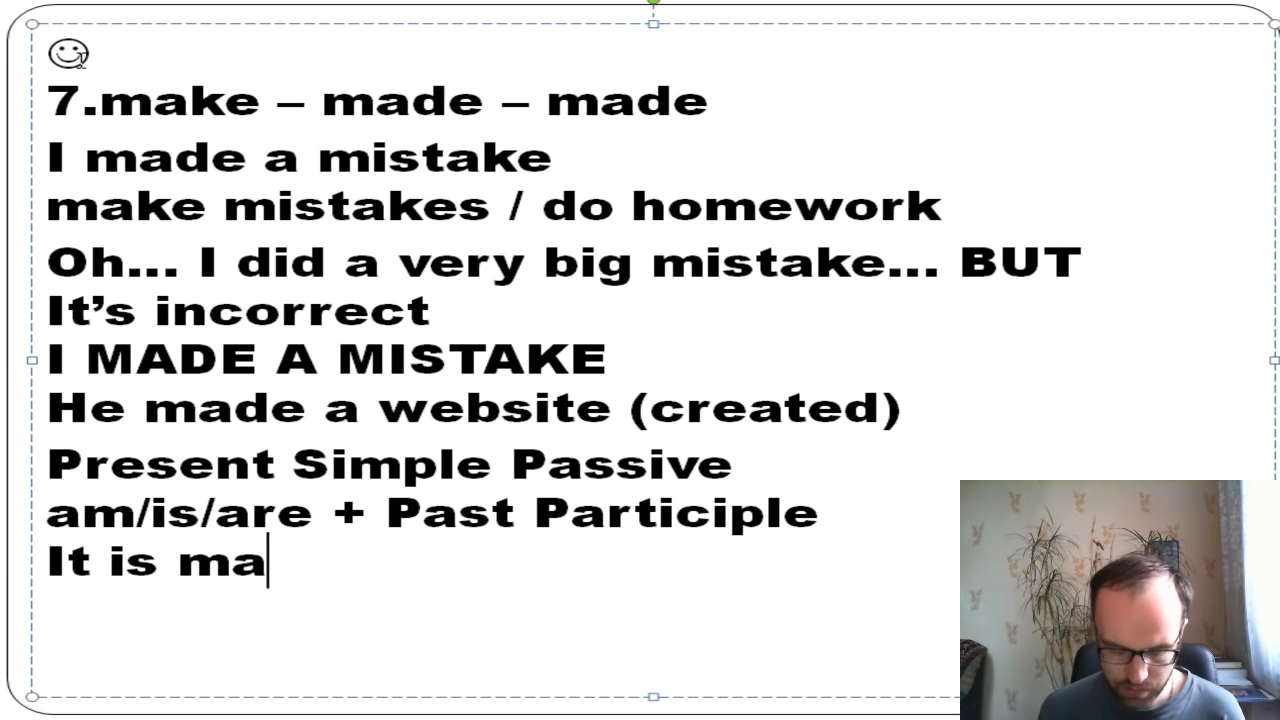 7.make – made – made
I made a mistake
make mistakes / do homework
Oh... I did a very big mistake... BUT
It’s incorrect
I MADE A MISTAKE
He made a website (created)
Present Simple Passive
am/is/are + Past Participle
It is ma